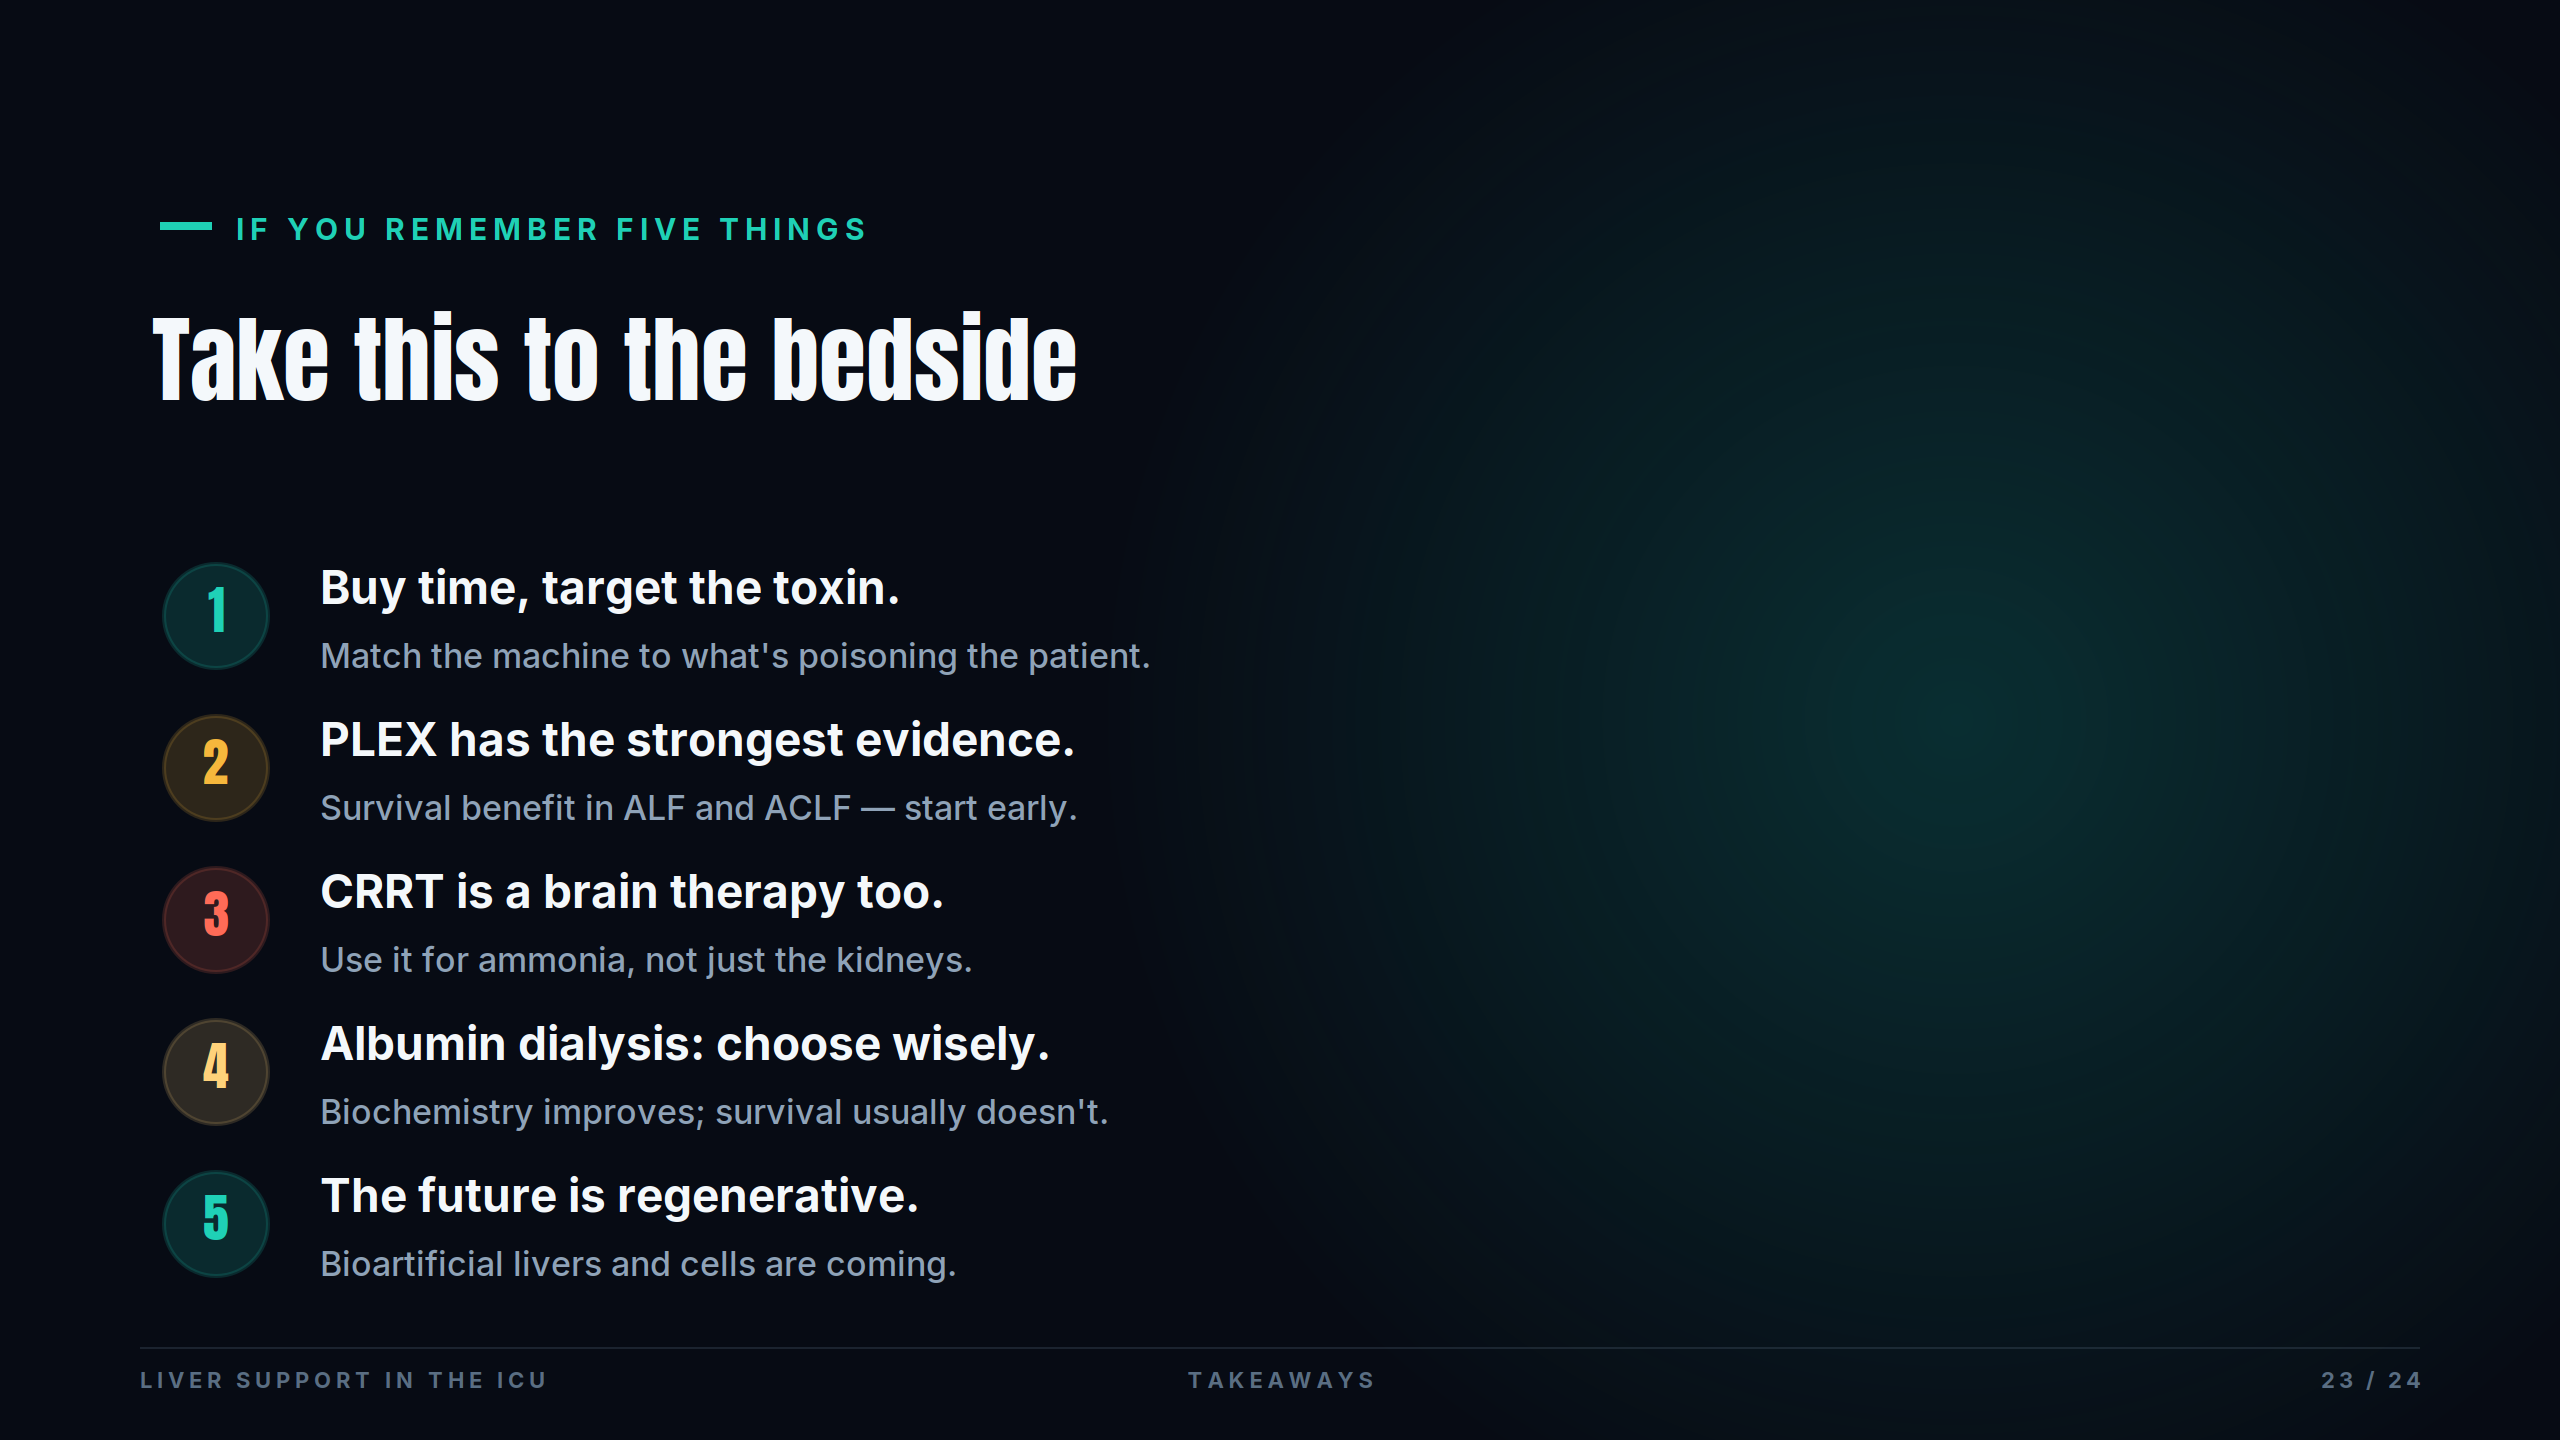 IF YOU REMEMBER FIVE THINGS
Take this to the bedside
1
Buy time, target the toxin.
Match the machine to what's poisoning the patient.
2
PLEX has the strongest evidence.
Survival benefit in ALF and ACLF — start early.
3
CRRT is a brain therapy too.
Use it for ammonia, not just the kidneys.
4
Albumin dialysis: choose wisely.
Biochemistry improves; survival usually doesn't.
5
The future is regenerative.
Bioartificial livers and cells are coming.
LIVER SUPPORT IN THE ICU
TAKEAWAYS
23 / 24